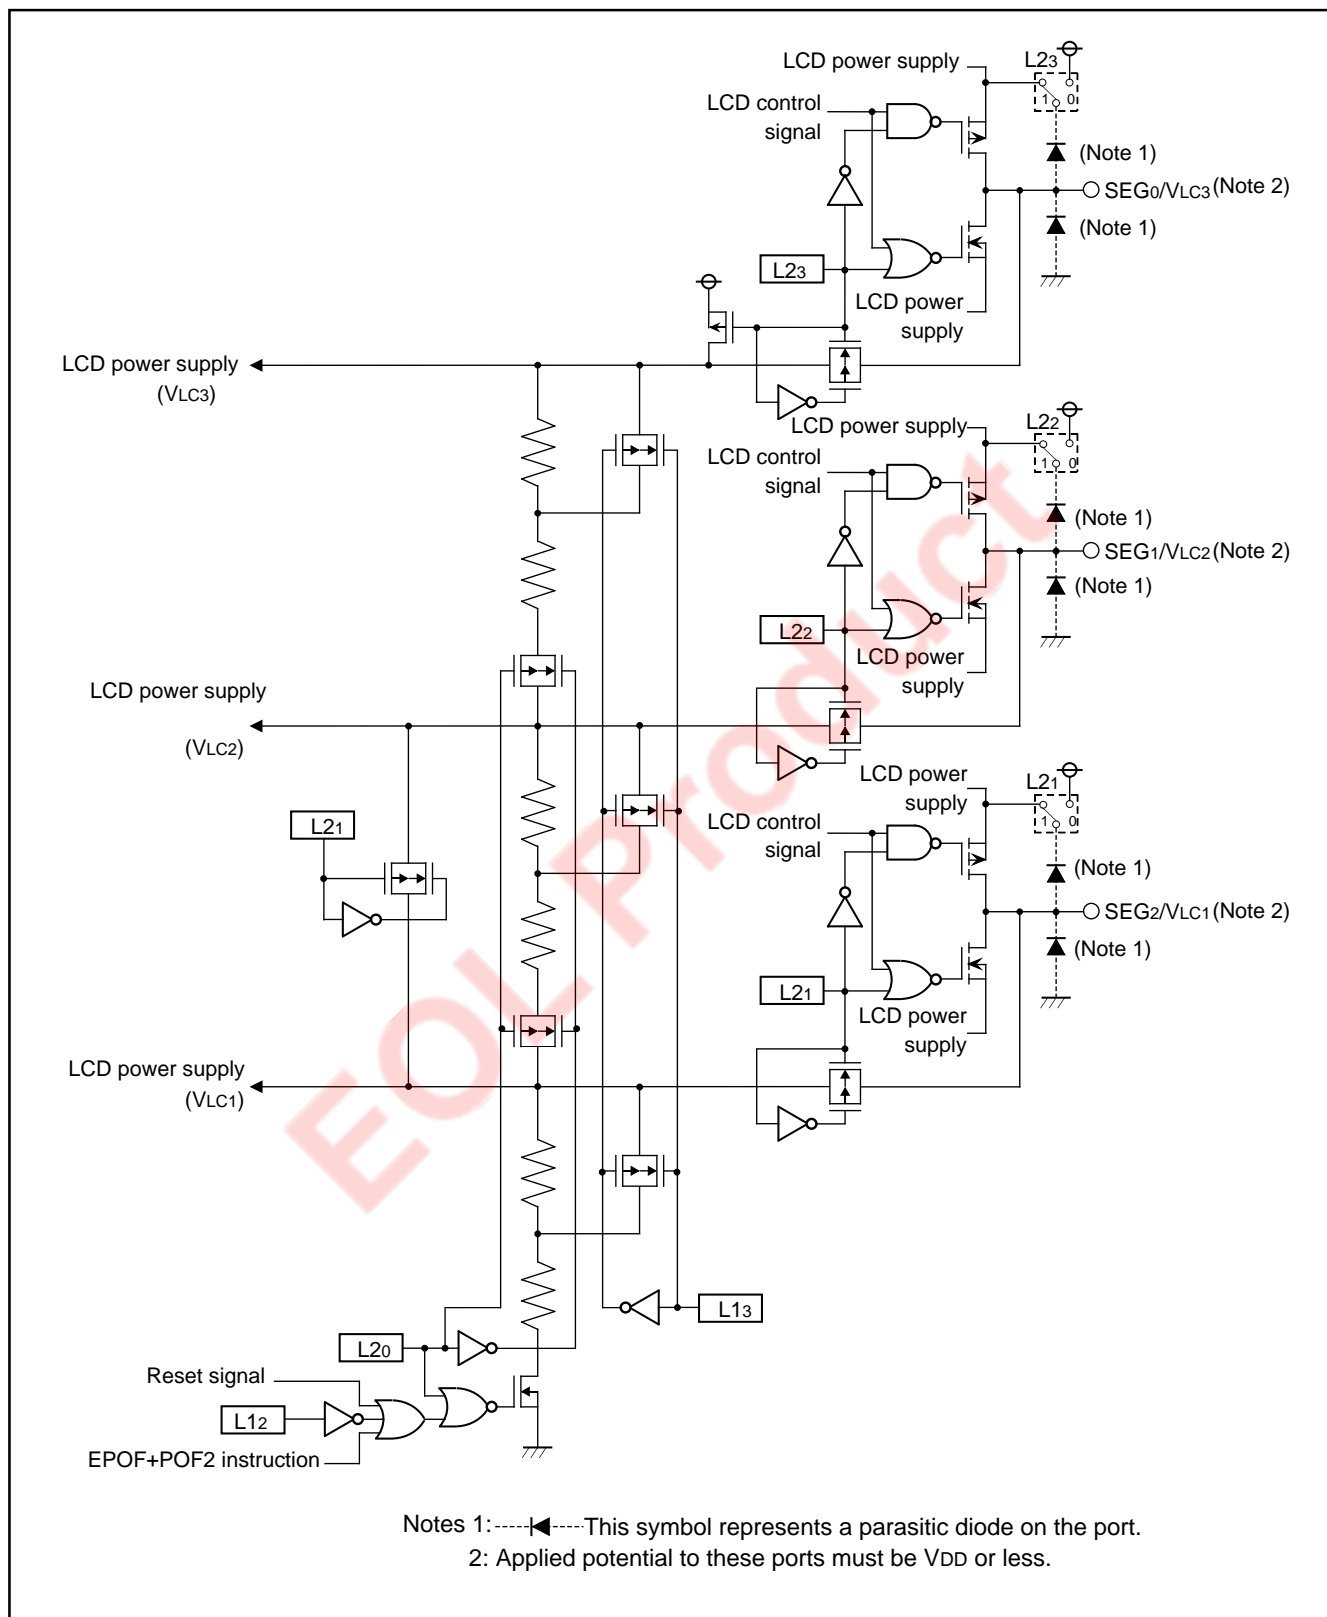 LCD power supply
L23
LCD control
signal
1 0
(Note 1)
SEG0/VLC3 (Note 2)
(Note 1)
L23
LCD power
supply
LCD power supply
(VLC3)
LCD power supply
L22
LCD control
signal
1 0
(Note 1)
SEG1/VLC2 (Note 2)
(Note 1)
L22
LCD power
supply
LCD power supply
(VLC2)
LCD power
supply
L21
LCD control
signal
1 0
L21
(Note 1)
SEG2/VLC1 (Note 2)
(Note 1)
L21
LCD power
supply
LCD power supply
(VLC1)
L13
L20
Reset signal
L12
EPOF+POF2 instruction
Notes 1: This symbol represents a parasitic diode on the port.
2: Applied potential to these ports must be VDD or less.
EOL Product